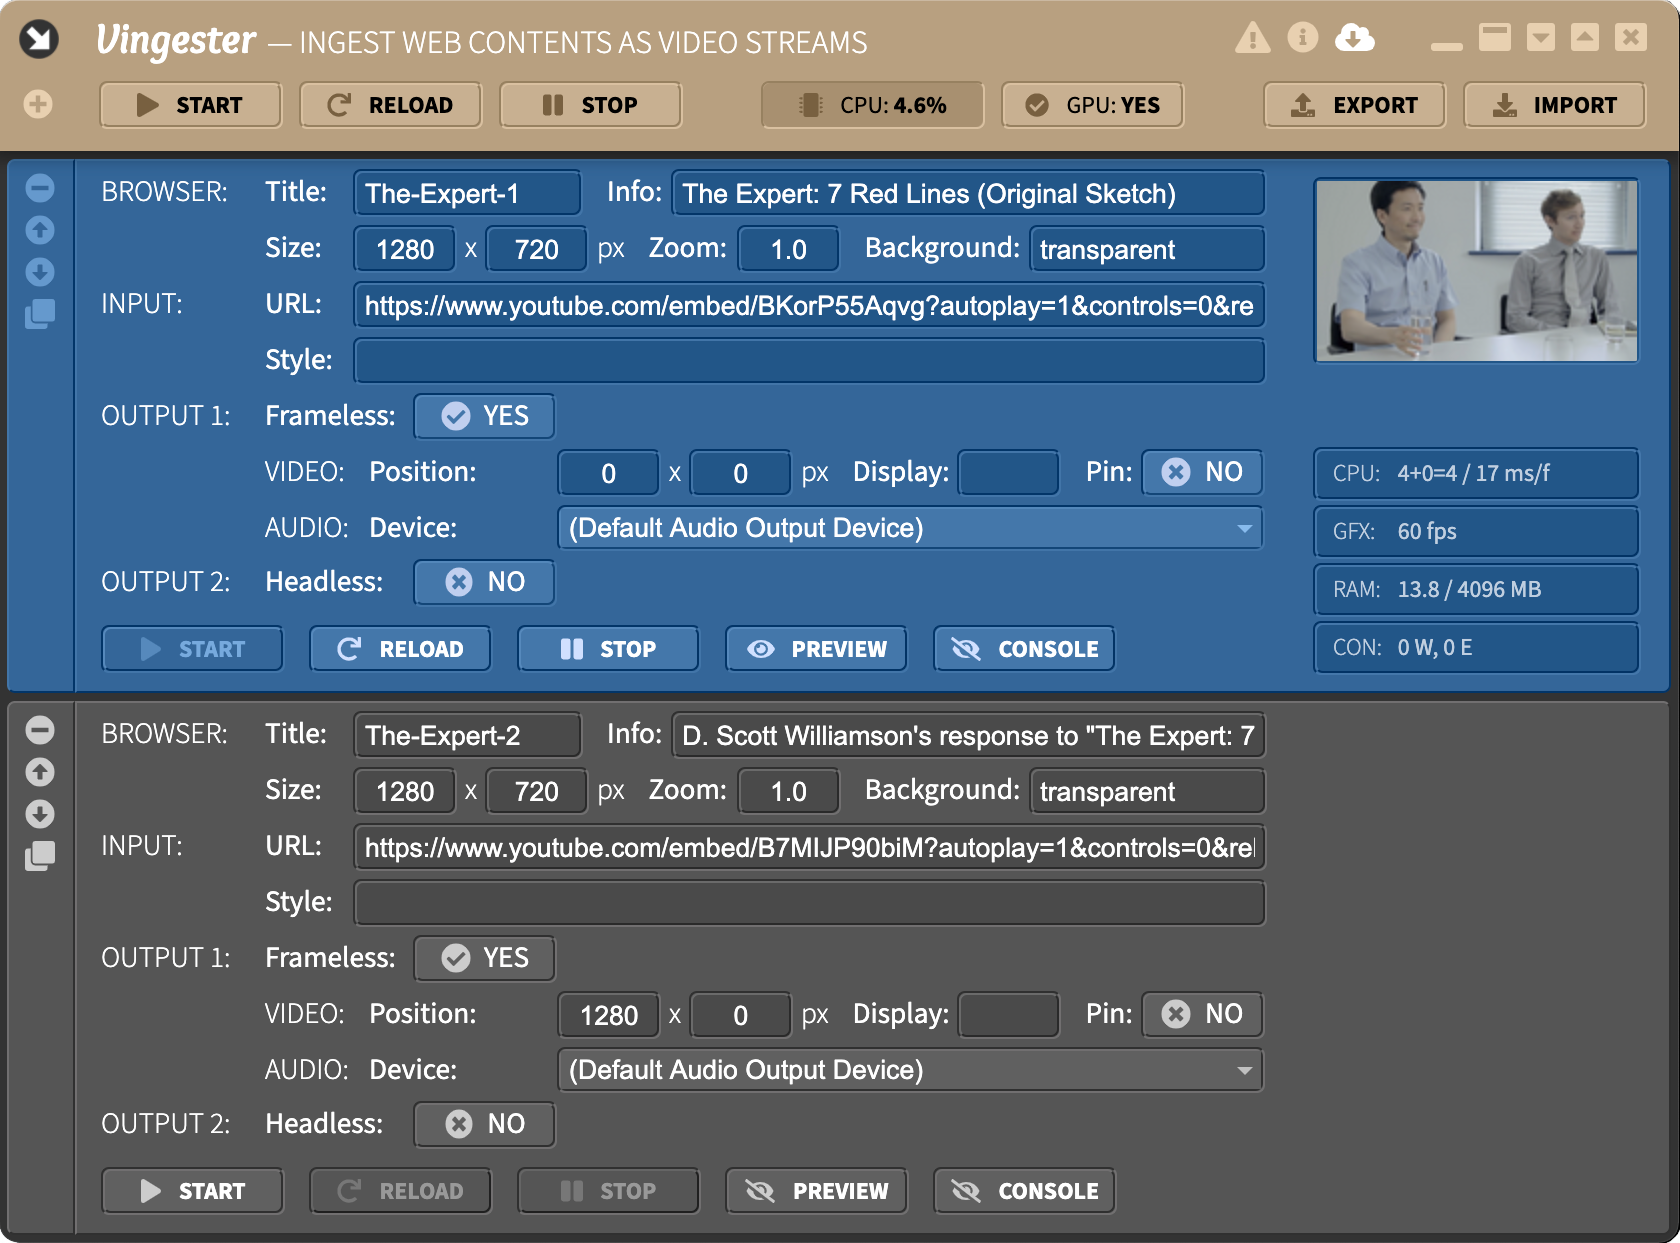 Vingester — INGEST WEB CONTENTS AS VIDEO STREAMS
START RELOAD STOP CPU: 4.6% GPU: YES EXPORT IMPORT
BROWSER: Title: The-Expert-1 Info: The Expert: 7 Red Lines (Original Sketch)
Size: 1280 x 720 px Zoom: 1.0 Background: transparent
INPUT: URL: https://www.youtube.com/embed/BKorP55Aqvg?autoplay=1&controls=0&re
Style:
OUTPUT 1: Frameless: YES
VIDEO: Position: 0 x 0 px Display: Pin: NO
AUDIO: Device: (Default Audio Output Device)
OUTPUT 2: Headless: NO
START RELOAD STOP PREVIEW CONSOLE
CPU: 4+0=4 / 17 ms/f
GFX: 60 fps
RAM: 13.8 / 4096 MB
CON: 0 W, 0 E
BROWSER: Title: The-Expert-2 Info: D. Scott Williamson's response to "The Expert: 7
Size: 1280 x 720 px Zoom: 1.0 Background: transparent
INPUT: URL: https://www.youtube.com/embed/B7MIJP90biM?autoplay=1&controls=0&re
Style:
OUTPUT 1: Frameless: YES
VIDEO: Position: 1280 x 0 px Display: Pin: NO
AUDIO: Device: (Default Audio Output Device)
OUTPUT 2: Headless: NO
START RELOAD STOP PREVIEW CONSOLE